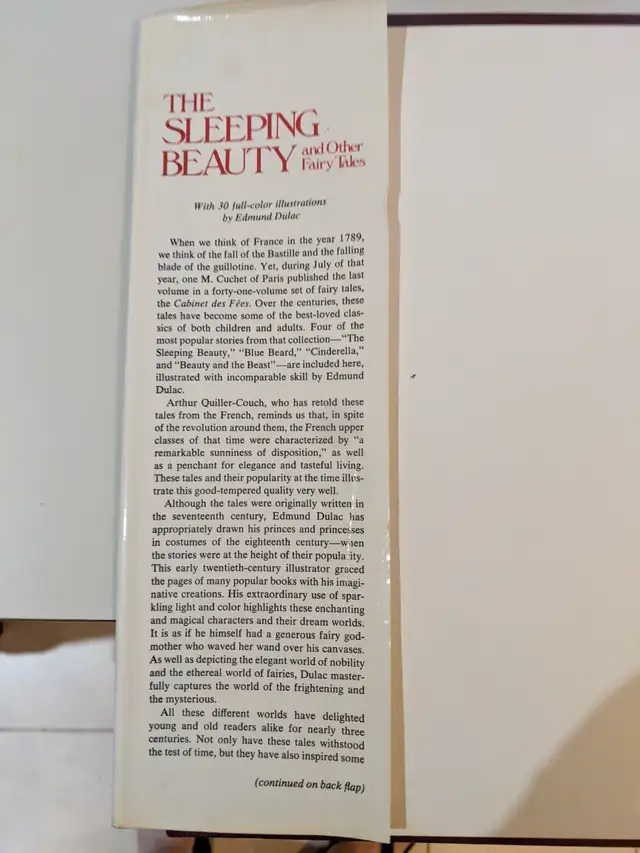 THE
SLEEPING
BEAUTY and Other
Fairy Tales
With 30 full-color illustrations
by Edmund Dulac
When we think of France in the year 1789,
we think of the fall of the Bastille and the falling
blade of the guillotine. Yet, during July of that
year, one M. Cuchet of Paris published the last
volume in a forty-one-volume set of fairy tales,
the Cabinet des Fées. Over the centuries, these
tales have become some of the best-loved clas-
sics of both children and adults. Four of the
most popular stories from that collection—“The
Sleeping Beauty,” “Blue Beard,” “Cinderella,”
and “Beauty and the Beast”—are included here,
illustrated with incomparable skill by Edmund
Dulac.
Arthur Quiller-Couch, who has retold these
tales from the French, reminds us that, in spite
of the revolution around them, the French upper
classes of that time were characterized by “a
remarkable sunniness of disposition,” as well
as a penchant for elegance and tasteful living.
These tales and their popularity at the time illus-
trate this good-tempered quality very well.
Although the tales were originally written in
the seventeenth century, Edmund Dulac has
appropriately drawn his princes and princesses
in costumes of the eighteenth century—when
the stories were at the height of their popularity.
This early twentieth-century illustrator graced
the pages of many popular books with his imagi-
native creations. His extraordinary use of spar-
kling light and color highlights these enchanting
and magical characters and their dream worlds.
It is as if he himself had a generous fairy god-
mother who waved her wand over his canvases.
As well as depicting the elegant world of nobility
and the ethereal world of fairies, Dulac master-
fully captures the world of the frightening and
the mysterious.
All these different worlds have delighted
young and old readers alike for nearly three
centuries. Not only have these tales withstood
the test of time, but they have also inspired some
(continued on back flap)